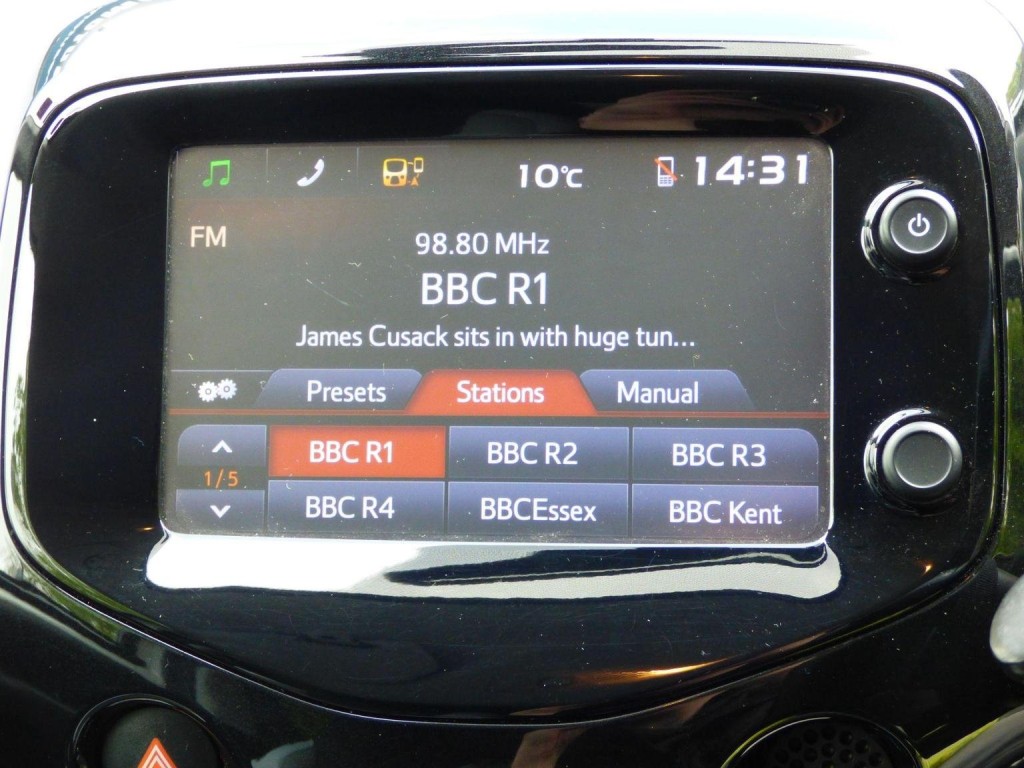 10°C 14:31
FM
98.80 MHz
BBC R1
James Cusack sits in with huge tun...
Presets Stations Manual
BBC R1 BBC R2 BBC R3
1/5
BBC R4 BBCEssex BBC Kent